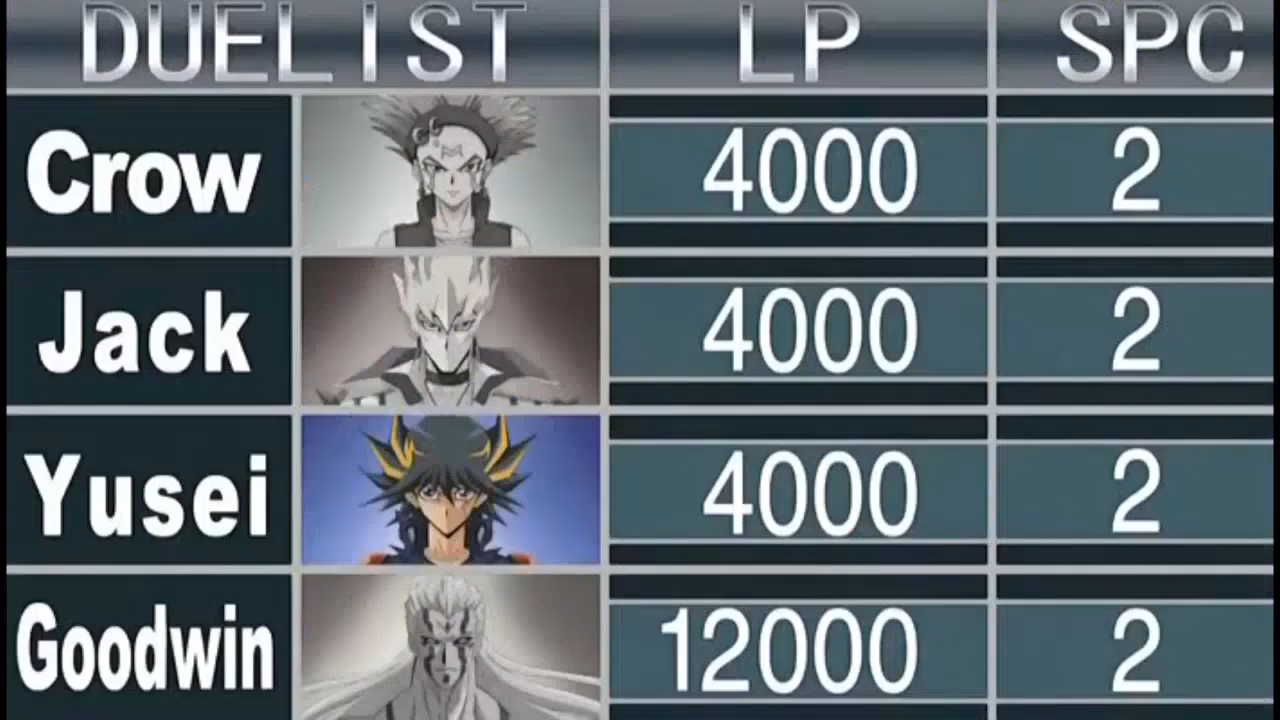 DUELIST LP SPC
Crow 4000 2
Jack 4000 2
Yusei 4000 2
Goodwin 12000 2